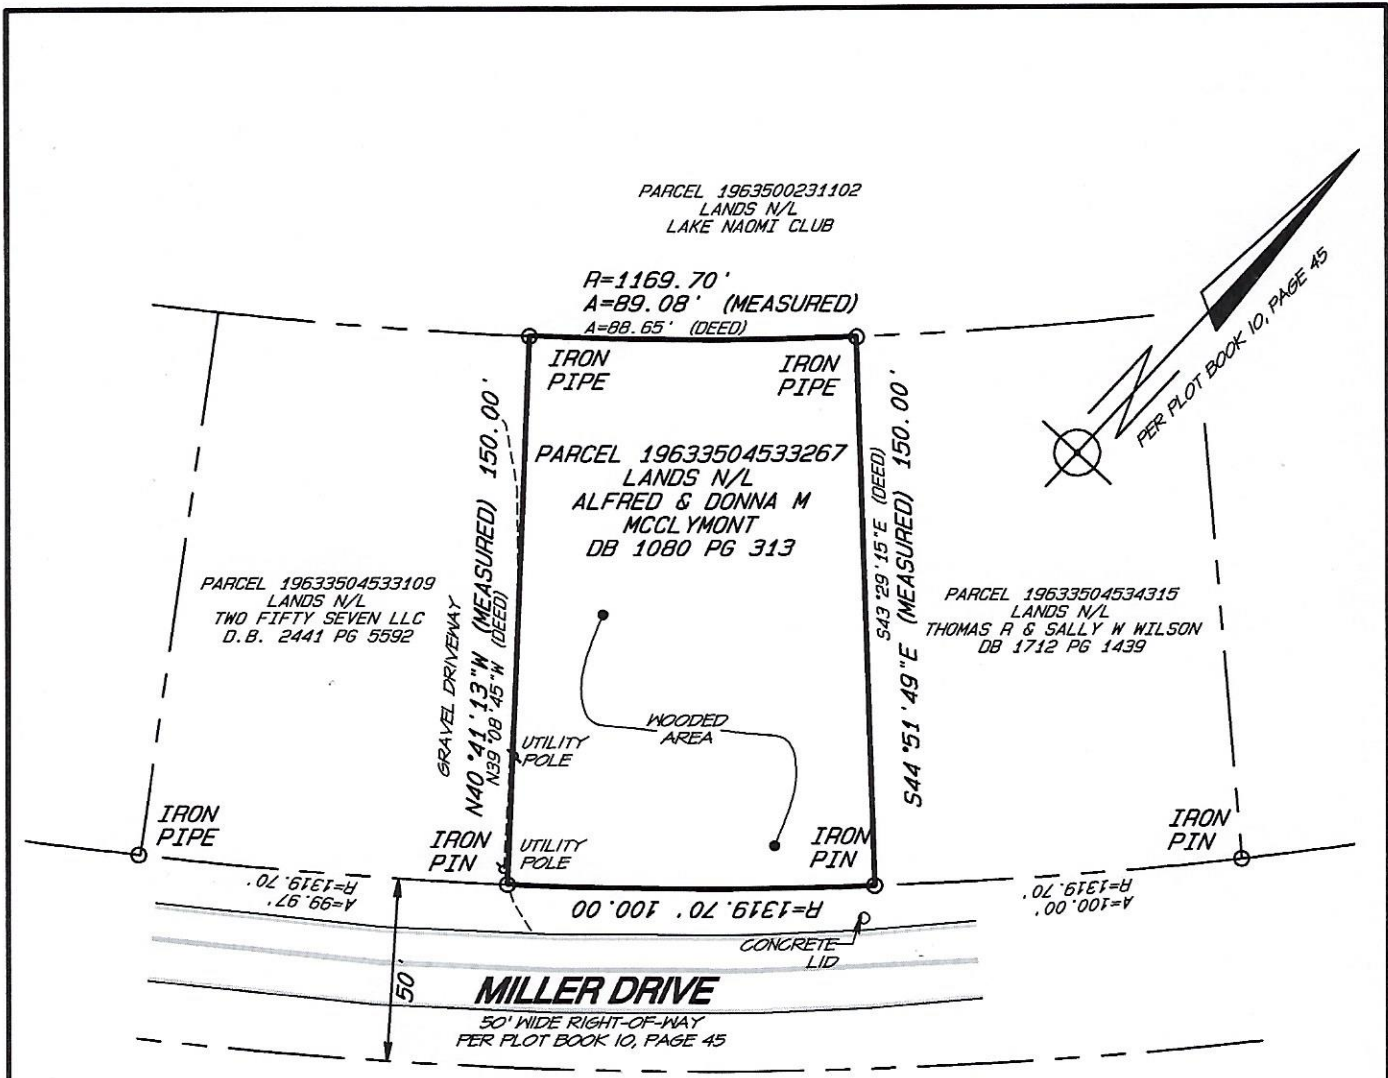 PARCEL 1963500231102
LANDS N/L
LAKE NAOMI CLUB
R=1169.70'
A=89.08' (MEASURED)
A=88.65' (DEED)
IRON
PIPE
IRON
PIPE
PER PLOT BOOK 10, PAGE 45
PARCEL 19633504533267
LANDS N/L
ALFRED & DONNA M
MCCLYMONT
DB 1080 PG 313
PARCEL 19633504533109
LANDS N/L
TWO FIFTY SEVEN LLC
D.B. 2441 PG 5592
GRAVEL DRIVEWAY
N40°41'13"W (MEASURED) 150.00'
N39°08'45"W (DEED)
S43°29'15"E (DEED)
S44°51'49"E (MEASURED) 150.00'
PARCEL 19633504534315
LANDS N/L
THOMAS R & SALLY W WILSON
DB 1712 PG 1439
WOODED
AREA
UTILITY
POLE
IRON
PIPE
IRON
PIN
UTILITY
POLE
IRON
PIN
IRON
PIN
A=99.97'
R=1319.70'
R=1319.70' 100.00
A=100.00'
R=1319.70'
CONCRETE
LID
50'
MILLER DRIVE
50' WIDE RIGHT-OF-WAY
PER PLOT BOOK 10, PAGE 45